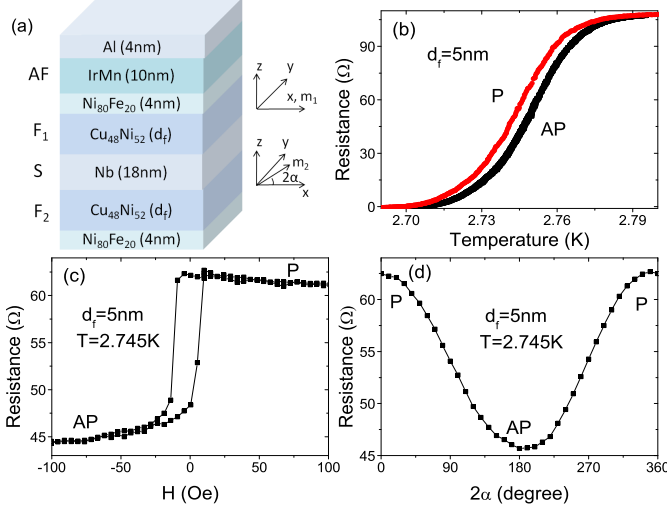 (a)
Al (4nm)
AF IrMn (10nm)
Ni80Fe20 (4nm)
F1 Cu48Ni52 (df)
S Nb (18nm)
F2 Cu48Ni52 (df)
Ni80Fe20 (4nm)
z y
x, m1
z y
m2
2α
x
(b)
df=5nm
P
AP
Resistance (Ω)
0 30 60 90
2.70 2.73 2.76 2.79
Temperature (K)
(c)
P
df=5nm
T=2.745K
AP
Resistance (Ω)
45 50 55 60
-100 -50 0 50 100
H (Oe)
(d)
P
df=5nm
T=2.745K
P
AP
Resistance (Ω)
45 50 55 60
0 90 180 270 360
2α (degree)